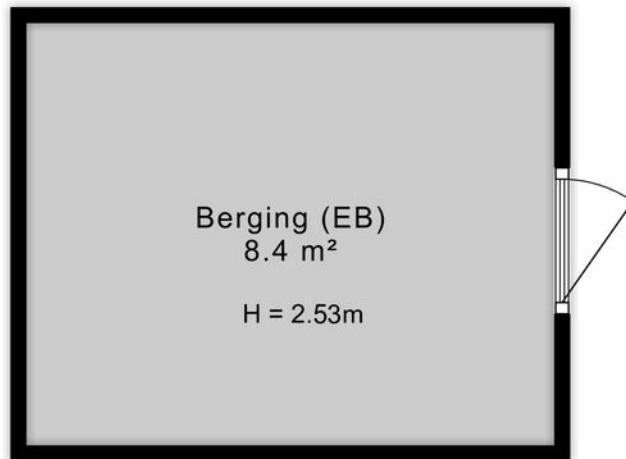 Berging (EB)
8.4 m²
H = 2.53m